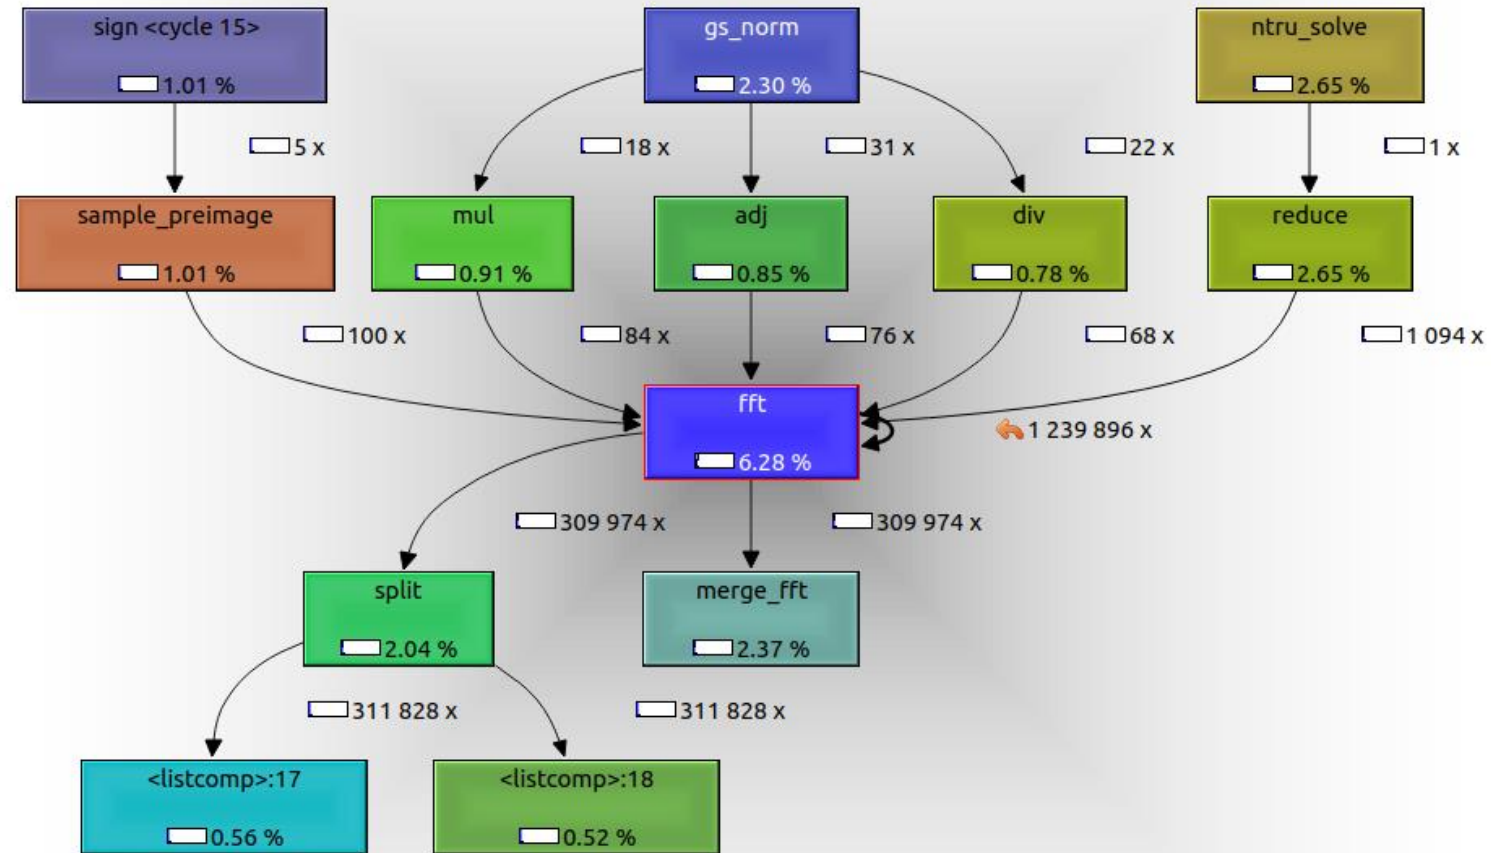 sign <cycle 15>
1.01 %
gs_norm
2.30 %
ntru_solve
2.65 %
5 x
18 x
31 x
22 x
1 x
sample_preimage
1.01 %
mul
0.91 %
adj
0.85 %
div
0.78 %
reduce
2.65 %
100 x
84 x
76 x
68 x
1 094 x
fft
6.28 %
1 239 896 x
309 974 x
309 974 x
split
2.04 %
merge_fft
2.37 %
311 828 x
311 828 x
<listcomp>:17
0.56 %
<listcomp>:18
0.52 %